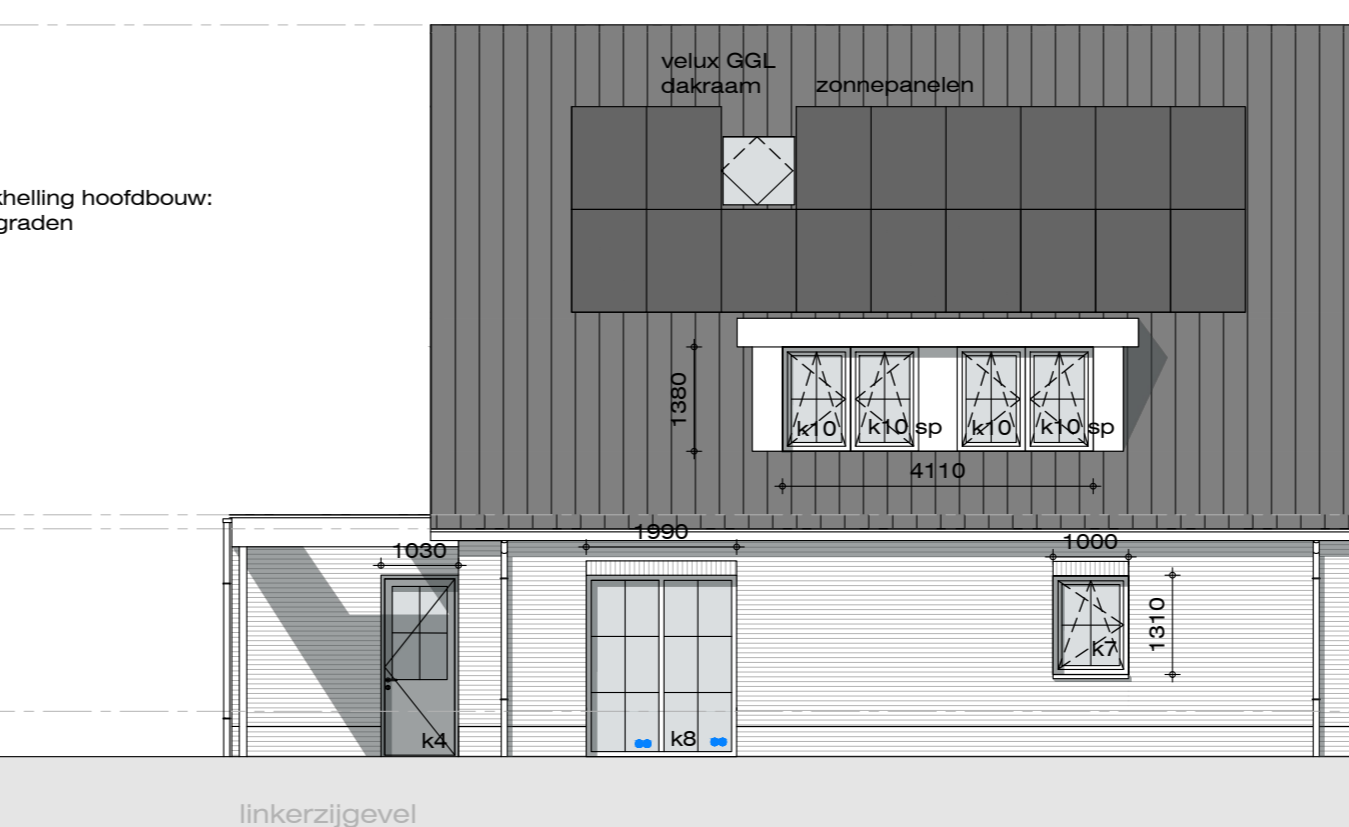 velux GGL
dakraam
zonnepanelen
helling hoofdbouw:
graden
1380
k10
k10 sp
k10
k10 sp
4110
1990
1030
1000
1310
k7
k4
k8
linkerzijgevel